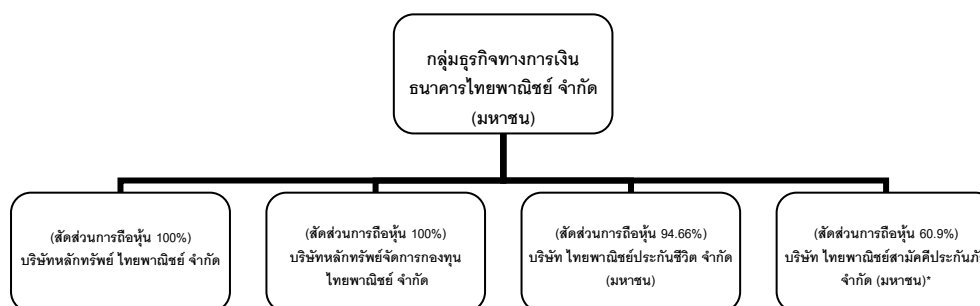 กลุ่มธุรกิจทางการเงิน
ธนาคารไทยพาณิชย์ จำกัด
(มหาชน)
(สัดส่วนการถือหุ้น 100%)
บริษัทหลักทรัพย์ ไทยพาณิชย์ จำกัด
(สัดส่วนการถือหุ้น 100%)
บริษัทหลักทรัพย์จัดการกองทุน
ไทยพาณิชย์ จำกัด
(สัดส่วนการถือหุ้น 94.66%)
บริษัท ไทยพาณิชย์ประกันชีวิต จำกัด
(มหาชน)
(สัดส่วนการถือหุ้น 60.9%)
บริษัท ไทยพาณิชย์สามัคคีประกันภั
จำกัด (มหาชน)*